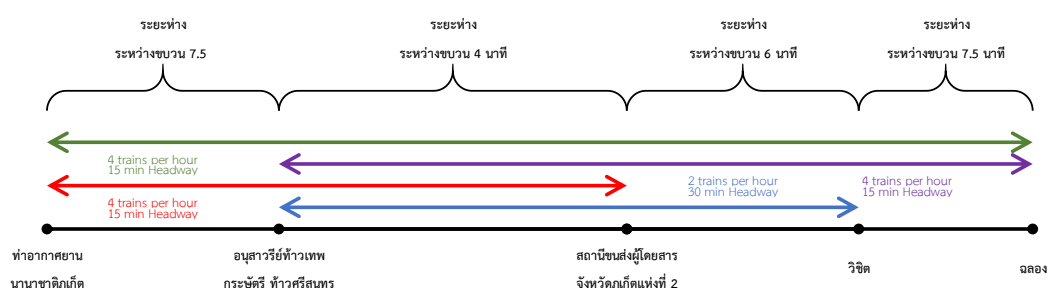 ระยะห่าง
ระหว่างขบวน 7.5
ระยะห่าง
ระหว่างขบวน 4 นาที
ระยะห่าง
ระหว่างขบวน 6 นาที
ระยะห่าง
ระหว่างขบวน 7.5 นาที
4 trains per hour
15 min Headway
4 trains per hour
15 min Headway
2 trains per hour
30 min Headway
4 trains per hour
15 min Headway
ท่าอากาศยาน
นานาชาติภูเก็ต
อนุสาวรีย์ท้าวเทพ
กระษัตรี ท้าวศรีสุนทร
สถานีขนส่งผู้โดยสาร
จังหวัดภูเก็ตแห่งที่ 2
วิชิต
ฉลอง